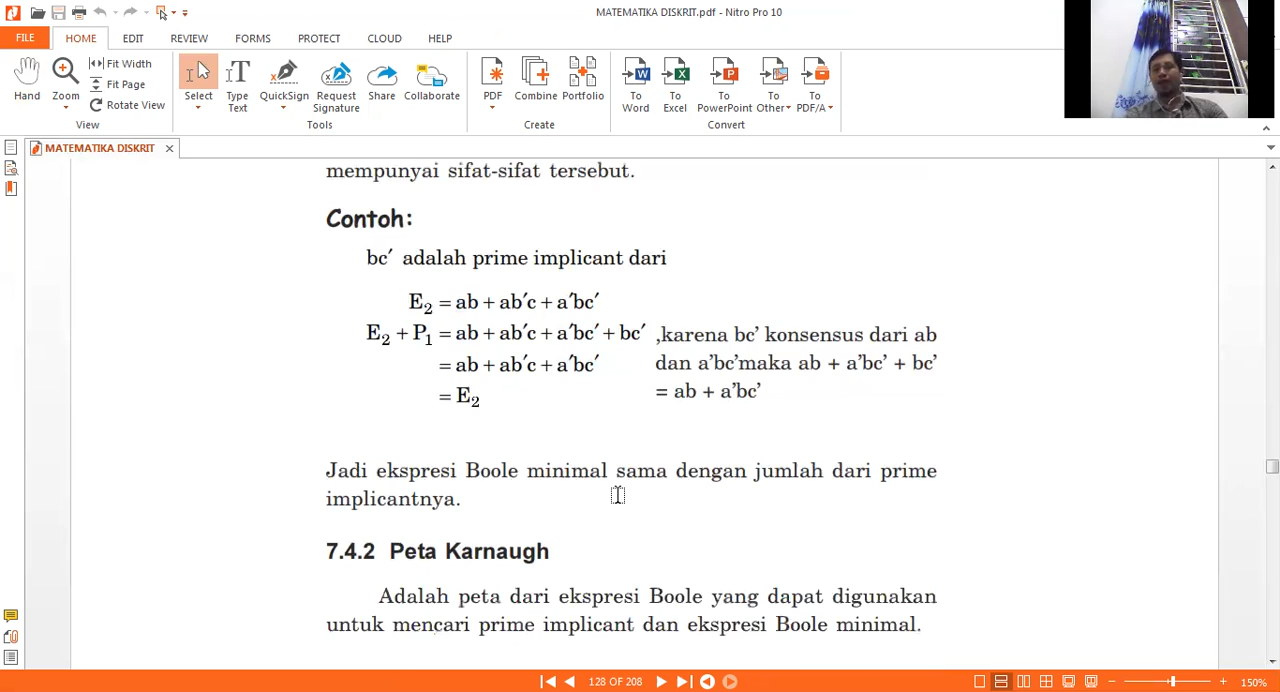 MATEMATIKA DISKRIT.pdf - Nitro Pro 10
FILE HOME EDIT REVIEW FORMS PROTECT CLOUD HELP
Hand
Zoom
Fit Width
Fit Page
Rotate View
View
Select
Type Text
QuickSign
Request Signature
Share
Collaborate
Tools
PDF
Combine
Portfolio
Create
To Word
To Excel
To PowerPoint
To Other
To PDF/A
Convert
MATEMATIKA DISKRIT
mempunyai sifat-sifat tersebut.
Contoh:
bc′ adalah prime implicant dari
E₂ = ab + ab′c + a′bc′
E₂ + P₁ = ab + ab′c + a′bc′ + bc′
= ab + ab′c + a′bc′
= E₂
,karena bc’ konsensus dari ab
dan a’bc’maka ab + a’bc’ + bc’
= ab + a’bc’
Jadi ekspresi Boole minimal sama dengan jumlah dari prime
implicantnya.
7.4.2 Peta Karnaugh
Adalah peta dari ekspresi Boole yang dapat digunakan
untuk mencari prime implicant dan ekspresi Boole minimal.
128 OF 208
150%